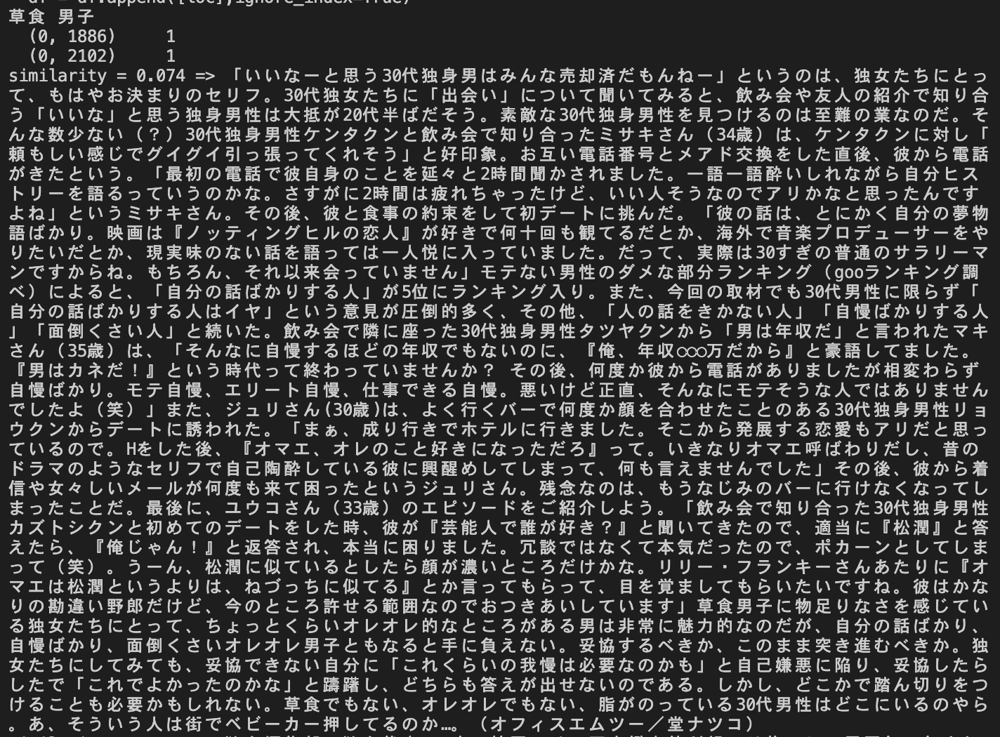 df = df.append([loc],ignore_index=True)
草食 男子
(0, 1886)	1
(0, 2102)	1
similarity = 0.074 => 「いいなーと思う30代独身男はみんな売却済だもんねー」というのは、独女たちにとっ
て、もはやお決まりのセリフ。30代独女たちに「出会い」について聞いてみると、飲み会や友人の紹介で知り合
う「いいな」と思う独身男性は大抵が20代半ばだそう。素敵な30代独身男性を見つけるのは至難の業なのだ。そ
んな数少ない（？）30代独身男性ケンタクンと飲み会で知り合ったミサキさん（34歳）は、ケンタクンに対し「
頼もしい感じでグイグイ引っ張ってくれそう」と好印象。お互い電話番号とメアド交換をした直後、彼から電話
がきたという。「最初の電話で彼自身のことを延々と2時間聞かされました。一語一語酔いしれながら自分ヒス
トリーを語るっていうのかな。さすがに2時間は疲れちゃったけど、いい人そうなのでアリかなと思ったんです
よね」というミサキさん。その後、彼と食事の約束をして初デートに挑んだ。「彼の話は、とにかく自分の夢物
語ばかり。映画は『ノッティングヒルの恋人』が好きで何十回も観てるだとか、海外で音楽プロデューサーをや
りたいだとか、現実味のない話を語っては一人悦に入っていました。だって、実際は30すぎの普通のサラリーマ
ンですからね。もちろん、それ以来会っていません」モテない男性のダメな部分ランキング（gooランキング調
べ）によると、「自分の話ばかりする人」が5位にランキング入り。また、今回の取材でも30代男性に限らず「
自分の話ばかりする人はイヤ」という意見が圧倒的多く、その他、「人の話をきかない人」「自慢ばかりする人
」「面倒くさい人」と続いた。飲み会で隣に座った30代独身男性タツヤクンから「男は年収だ」と言われたマキ
さん（35歳）は、「そんなに自慢するほどの年収でもないのに、『俺、年収○○○万だから』と豪語してました。
『男はカネだ！』という時代って終わっていませんか？ その後、何度か彼から電話がありましたが相変わらず
自慢ばかり。モテ自慢、エリート自慢、仕事できる自慢。悪いけど正直、そんなにモテそうな人ではありません
でしたよ（笑）」また、ジュリさん(30歳)は、よく行くバーで何度か顔を合わせたことのある30代独身男性リョ
ウクンからデートに誘われた。「まぁ、成り行きでホテルに行きました。そこから発展する恋愛もアリだと思っ
ているので。Hをした後、『オマエ、オレのこと好きになっただろ』って。いきなりオマエ呼ばわりだし、昔の
ドラマのようなセリフで自己陶酔している彼に興醒めしてしまって、何も言えませんでした」その後、彼から着
信や女々しいメールが何度も来て困ったというジュリさん。残念なのは、もうなじみのバーに行けなくなってし
まったことだ。最後に、ユウコさん（33歳）のエピソードをご紹介しよう。「飲み会で知り合った30代独身男性
カズトシクンと初めてのデートをした時、彼が『芸能人で誰が好き？』と聞いてきたので、適当に『松潤』と答
えたら、『俺じゃん！』と返答され、本当に困りました。冗談ではなくて本気だったので、ポカーンとしてしま
って（笑）。うーん、松潤に似ているとしたら顔が濃いところだけかな。リリー・フランキーさんあたりに『オ
マエは松潤というよりは、ねづっちに似てる』とか言ってもらって、目を覚ましてもらいたいですね。彼はかな
りの勘違い野郎だけど、今のところ許せる範囲なのでおつきあいしています」草食男子に物足りなさを感じてい
る独女たちにとって、ちょっとくらいオレオレ的なところがある男は非常に魅力的なのだが、自分の話ばかり、
自慢ばかり、面倒くさいオレオレ男子ともなると手に負えない。妥協するべきか、このまま突き進むべきか。独
女たちにしてみても、妥協できない自分に「これくらいの我慢は必要なのかも」と自己嫌悪に陥り、妥協したら
したで「これでよかったのかな」と躊躇し、どちらも答えが出せないのである。しかし、どこかで踏ん切りをつ
けることも必要かもしれない。草食でもない、オレオレでもない、脂がのっている30代男性はどこにいるのやら
。あ、そういう人は街でベビーカー押してるのか…。（オフィスエムツー／堂ナツコ）